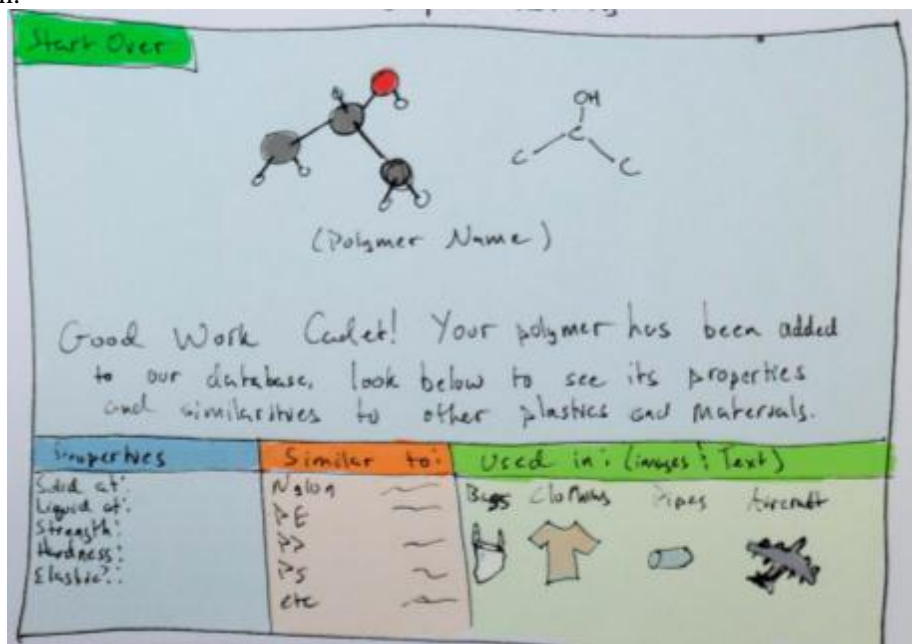 Start Over
OH
C
C
C
(Polymer Name)
Good Work Cadet! Your polymer has been added
to our database, look below to see its properties
and similarities to other plastics and materials.
Properties
Solid at:
Liquid at:
Strength:
Hardness:
Elastic?:
Similar to:
Nylon
PE
PP
PS
etc
Used in: (images & Text)
Bags Clothing Pipes Aircraft